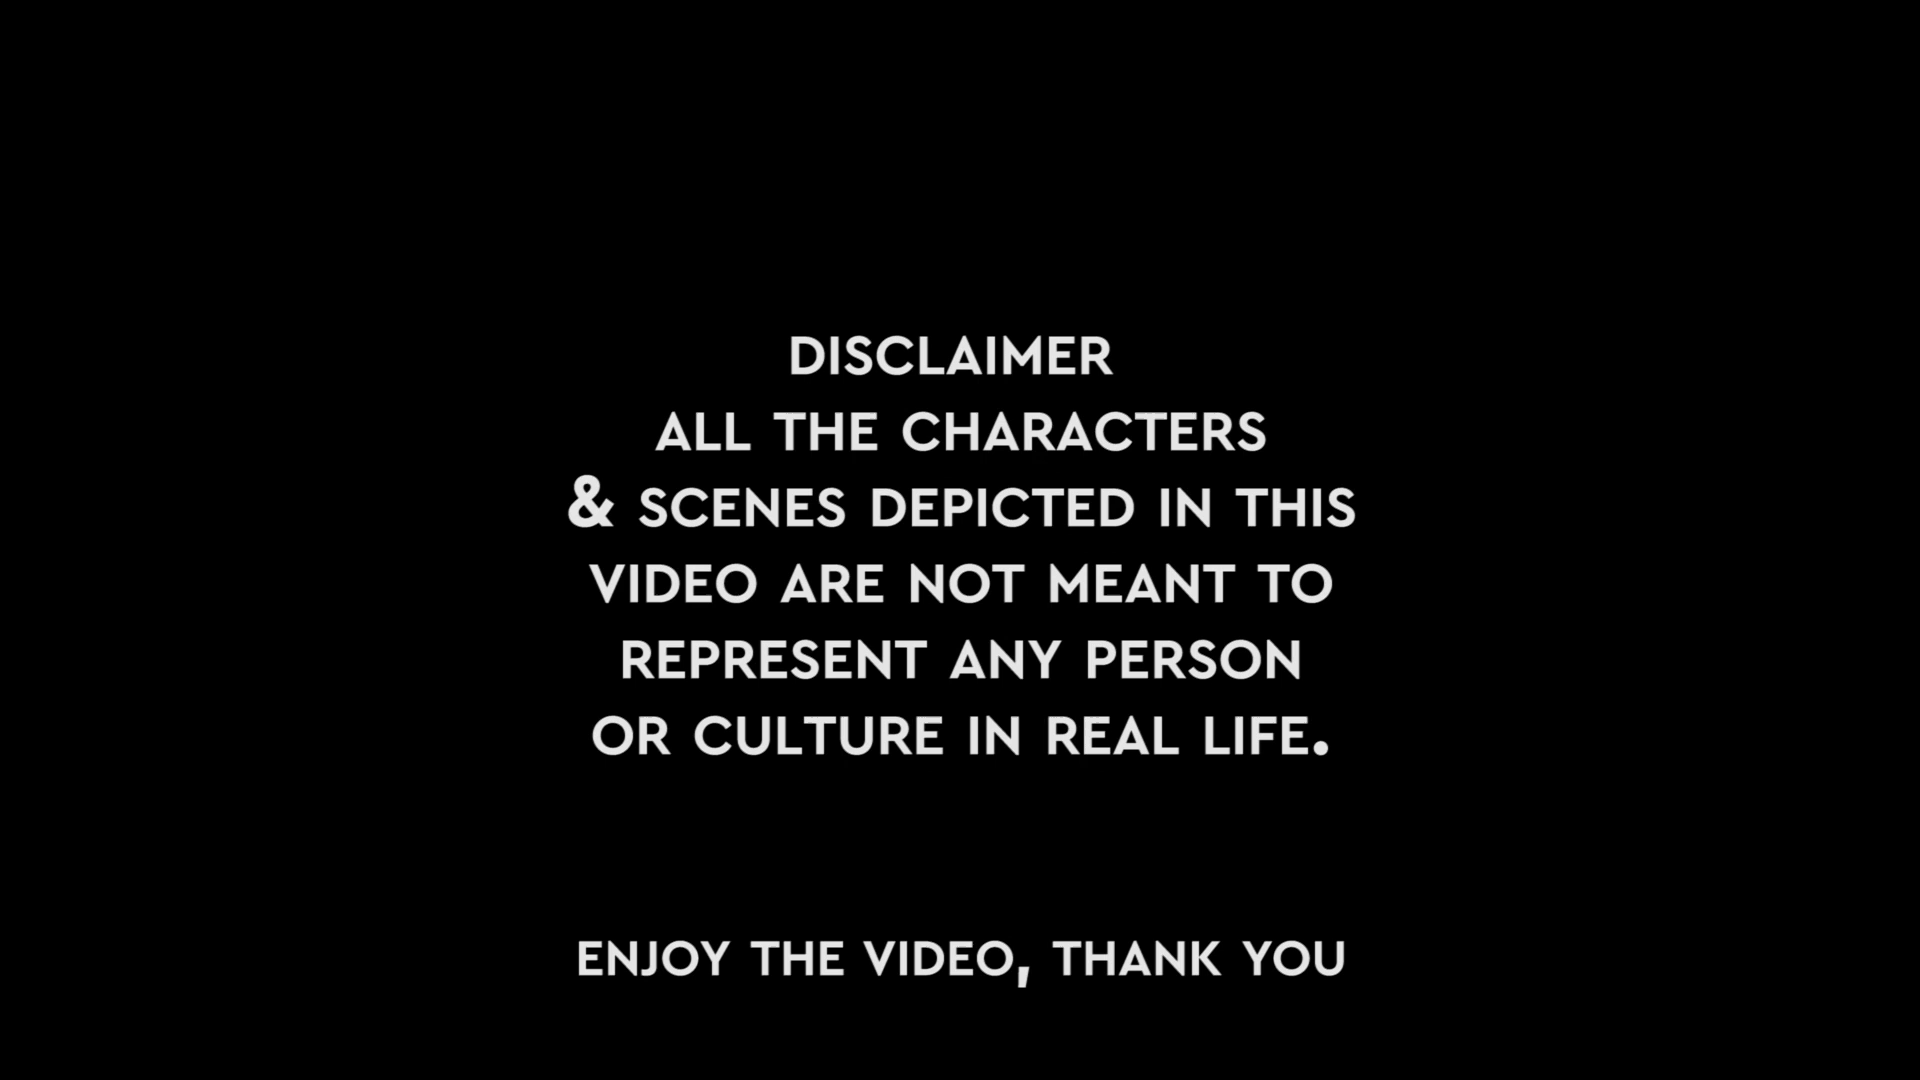 DISCLAIMER
ALL THE CHARACTERS
& SCENES DEPICTED IN THIS
VIDEO ARE NOT MEANT TO
REPRESENT ANY PERSON
OR CULTURE IN REAL LIFE.
ENJOY THE VIDEO, THANK YOU